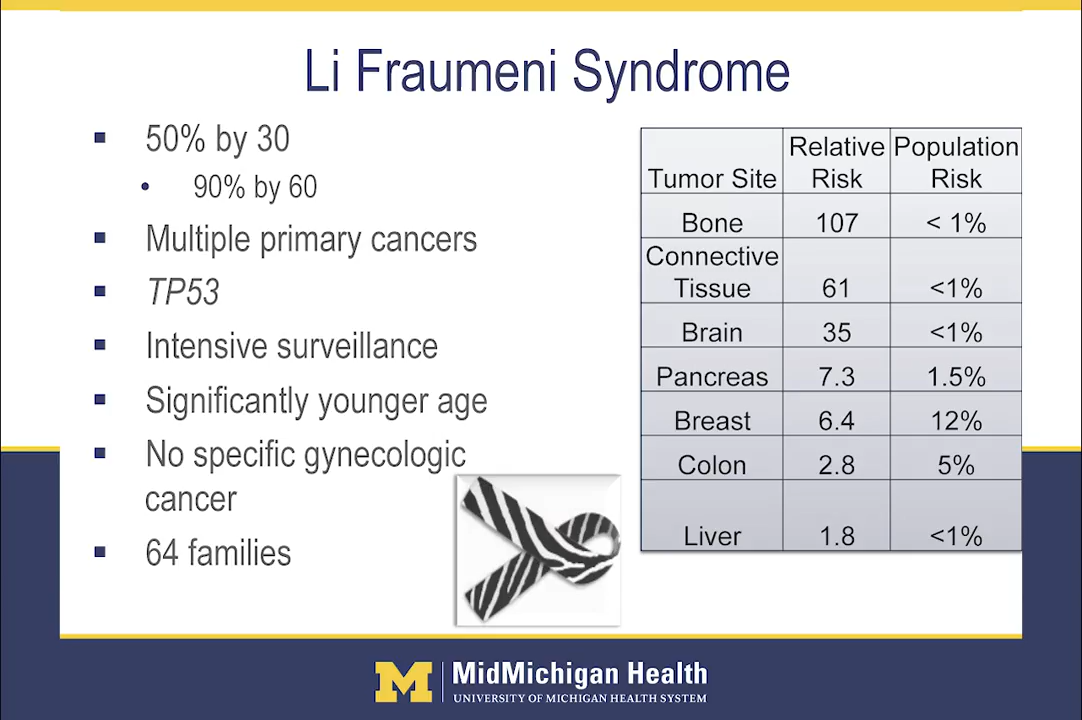 Li Fraumeni Syndrome
50% by 30
90% by 60
Multiple primary cancers
TP53
Intensive surveillance
Significantly younger age
No specific gynecologic
cancer
64 families
Tumor Site Relative Risk Population Risk
Bone 107 < 1%
Connective Tissue 61 <1%
Brain 35 <1%
Pancreas 7.3 1.5%
Breast 6.4 12%
Colon 2.8 5%
Liver 1.8 <1%
M MidMichigan Health
UNIVERSITY OF MICHIGAN HEALTH SYSTEM